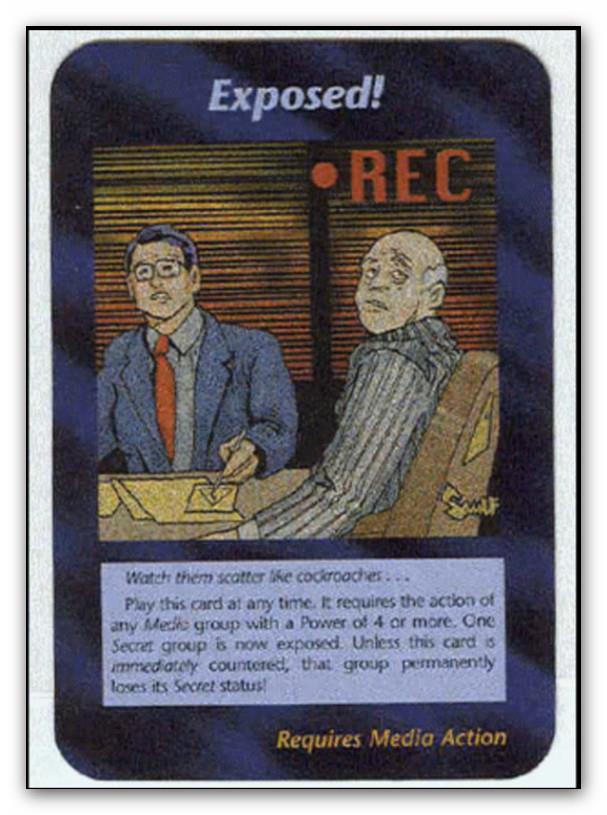 Exposed!
• REC
Watch them scatter like cockroaches . . .
Play this card at any time. It requires the action of
any Media group with a Power of 4 or more. One
Secret group is now exposed. Unless this card is
immediately countered, that group permanently
loses its Secret status!
Requires Media Action